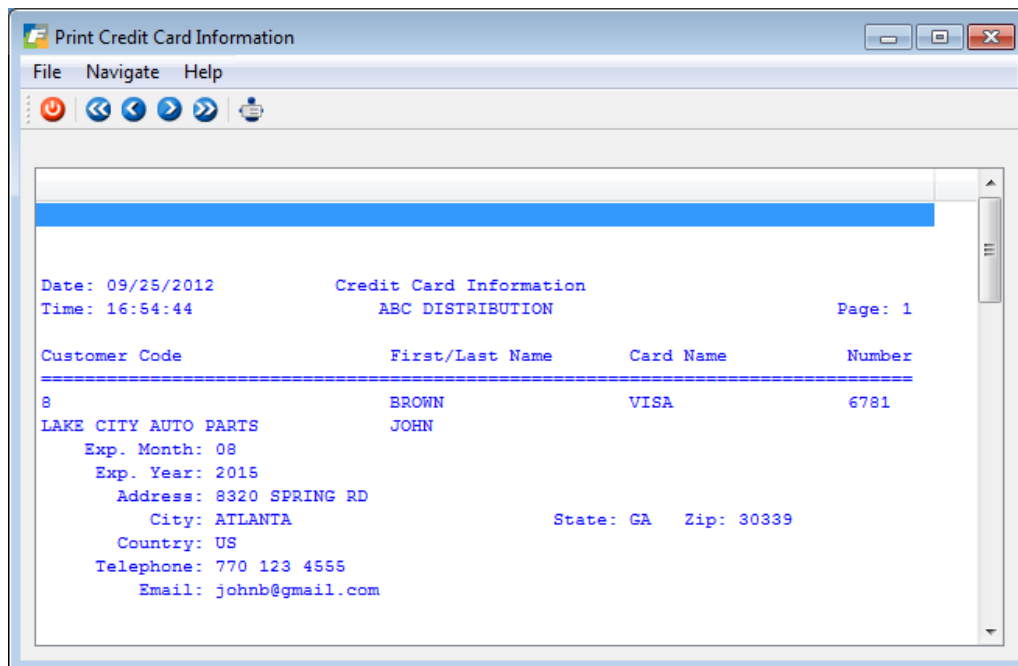 Print Credit Card Information
File Navigate Help
Date: 09/25/2012 Credit Card Information
Time: 16:54:44 ABC DISTRIBUTION Page: 1
Customer Code First/Last Name Card Name Number
================================================================================
8 BROWN VISA 6781
LAKE CITY AUTO PARTS JOHN
Exp. Month: 08
Exp. Year: 2015
Address: 8320 SPRING RD
City: ATLANTA State: GA Zip: 30339
Country: US
Telephone: 770 123 4555
Email: johnb@gmail.com